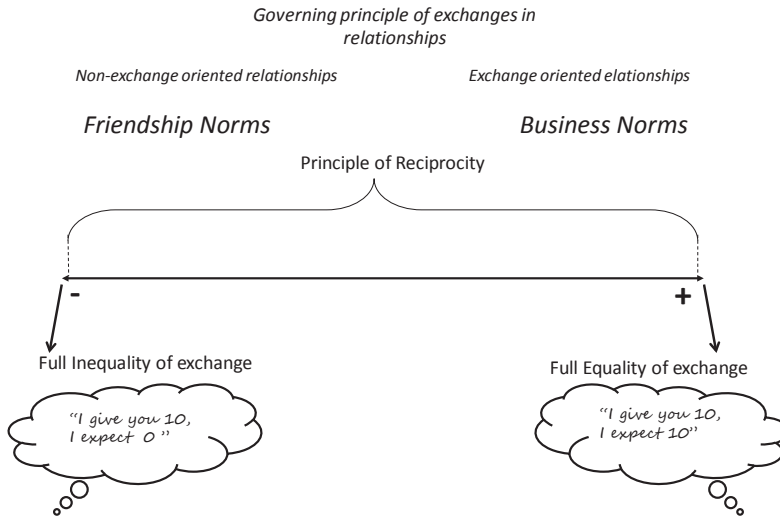 Governing principle of exchanges in
relationships
Non-exchange oriented relationships
Exchange oriented elationships
Friendship Norms
Business Norms
Principle of Reciprocity
-
+
Full Inequality of exchange
Full Equality of exchange
“I give you 10,
I expect 0 ”
“I give you 10,
I expect 10”